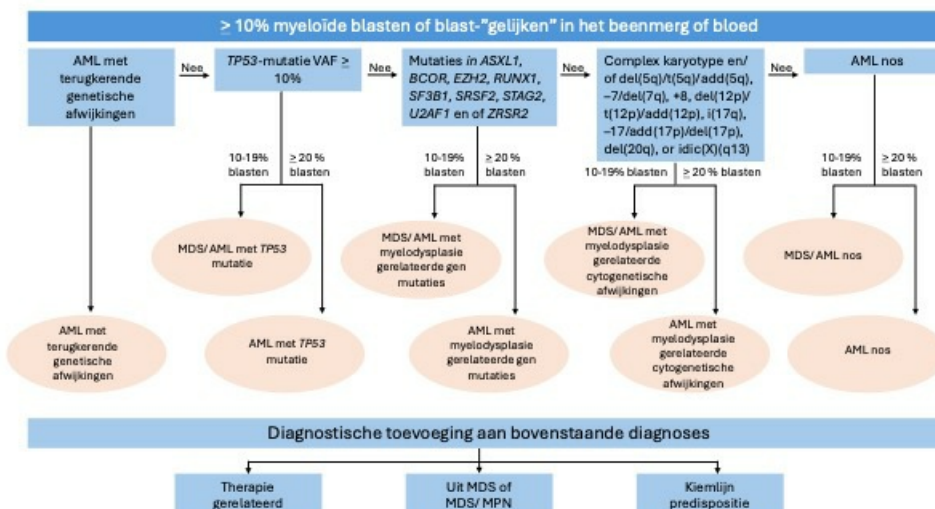 ≥ 10% myeloïde blasten of blast-"gelijken" in het beenmerg of bloed
AML met
terugkerende
genetische
afwijkingen
Nee
TP53-mutatie VAF ≥
10%
Nee
Mutaties in ASXL1,
BCOR, EZH2, RUNX1,
SF3B1, SRSF2, STAG2,
U2AF1 en of ZRSR2
Nee
Complex karyotype en/
of del(5q)/t(5q)/add(5q),
−7/del(7q), +8, del(12p)/
t(12p)/add(12p), i(17q),
−17/add(17p)/del(17p),
del(20q), or idic(X)(q13)
Nee
AML nos
10-19%
blasten
≥ 20 %
blasten
10-19%
blasten
≥ 20%
blasten
10-19% blasten
≥ 20% blasten
10-19%
blasten
≥ 20%
blasten
MDS/ AML met TP53
mutatie
MDS/ AML met
myelodysplasie
gerelateerde gen
mutaties
MDS/ AML met
myelodysplasie
gerelateerde
cytogenetische
afwijkingen
MDS/ AML nos
AML met
terugkerende
genetische
afwijkingen
AML met TP53
mutatie
AML met
myelodysplasie
gerelateerde gen
mutaties
AML met
myelodysplasie
gerelateerde
cytogenetische
afwijkingen
AML nos
Diagnostische toevoeging aan bovenstaande diagnoses
Therapie
gerelateerd
Uit MDS of
MDS/ MPN
Kiemlijn
predispositie